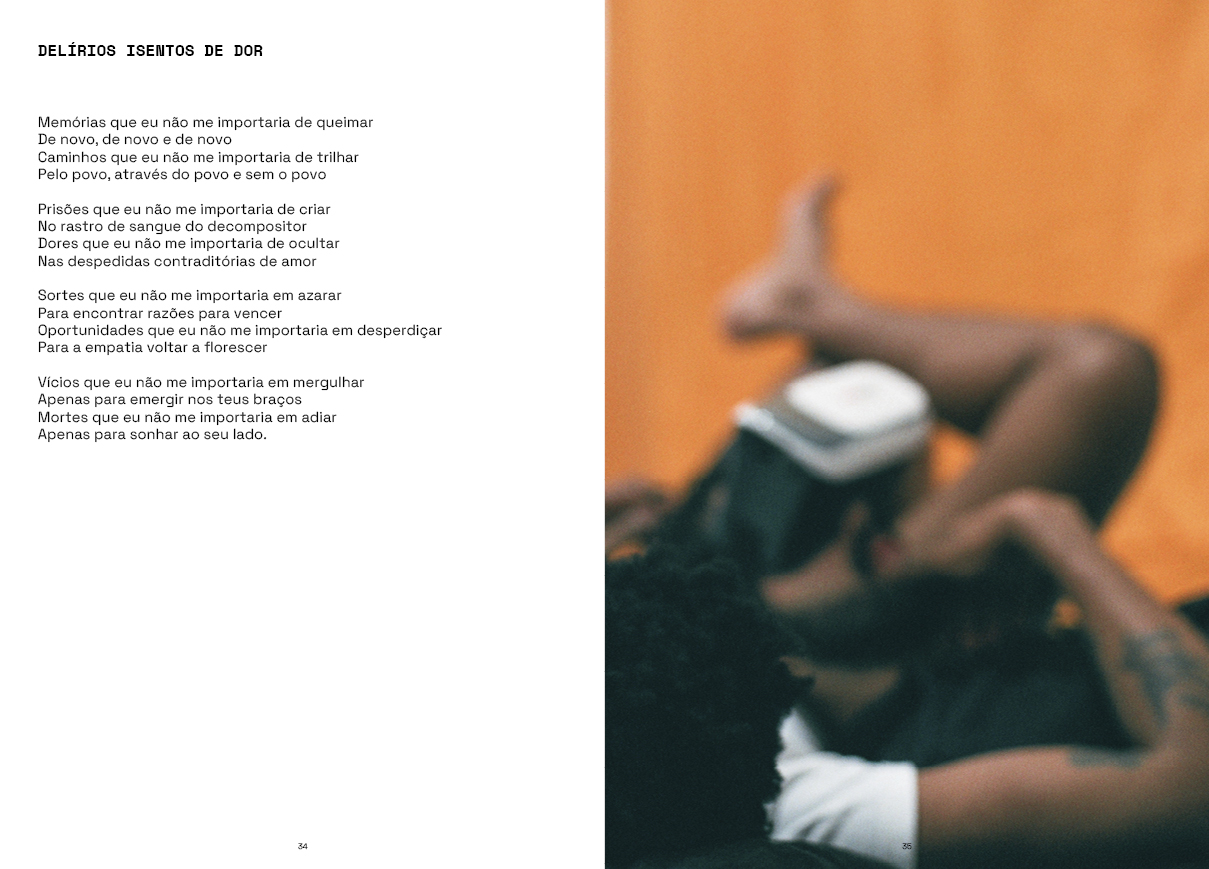 DELÍRIOS ISENTOS DE DOR
Memórias que eu não me importaria de queimar
De novo, de novo e de novo
Caminhos que eu não me importaria de trilhar
Pelo povo, através do povo e sem o povo
Prisões que eu não me importaria de criar
No rastro de sangue do decompositor
Dores que eu não me importaria de ocultar
Nas despedidas contraditórias de amor
Sortes que eu não me importaria em azarar
Para encontrar razões para vencer
Oportunidades que eu não me importaria em desperdiçar
Para a empatia voltar a florescer
Vícios que eu não me importaria em mergulhar
Apenas para emergir nos teus braços
Mortes que eu não me importaria em adiar
Apenas para sonhar ao seu lado.
34
35